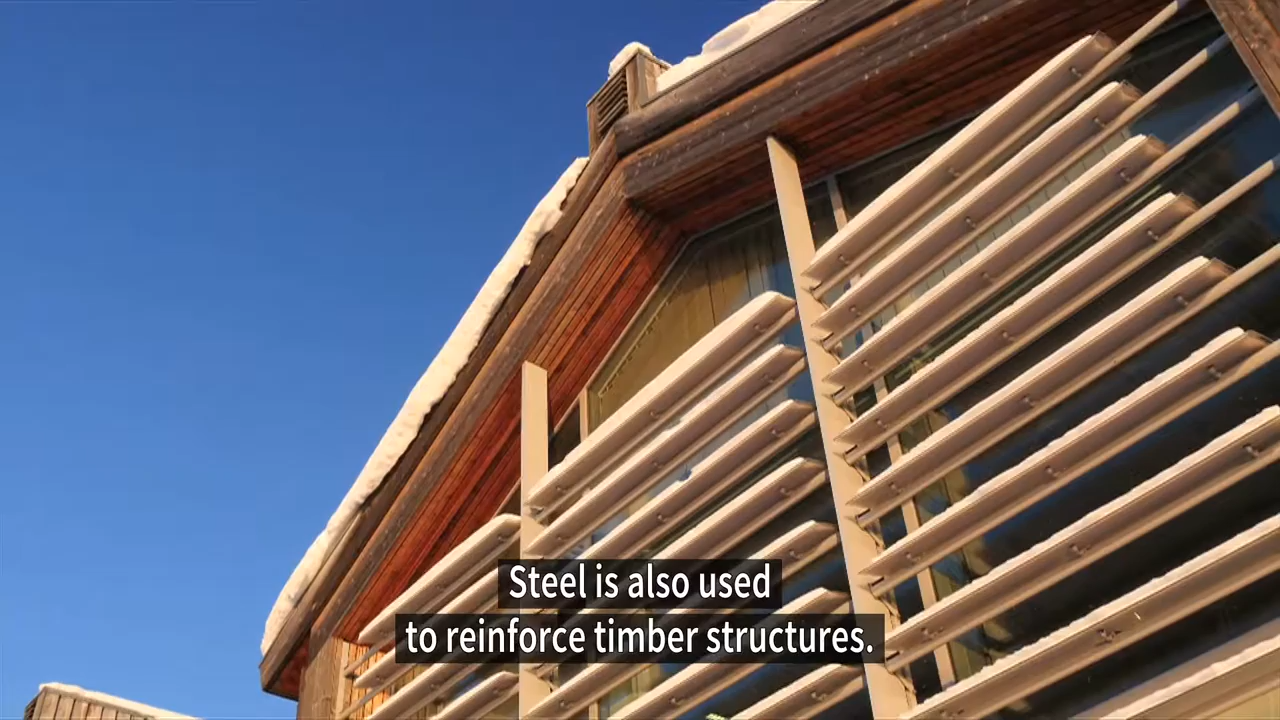 Steel is also used
to reinforce timber structures.